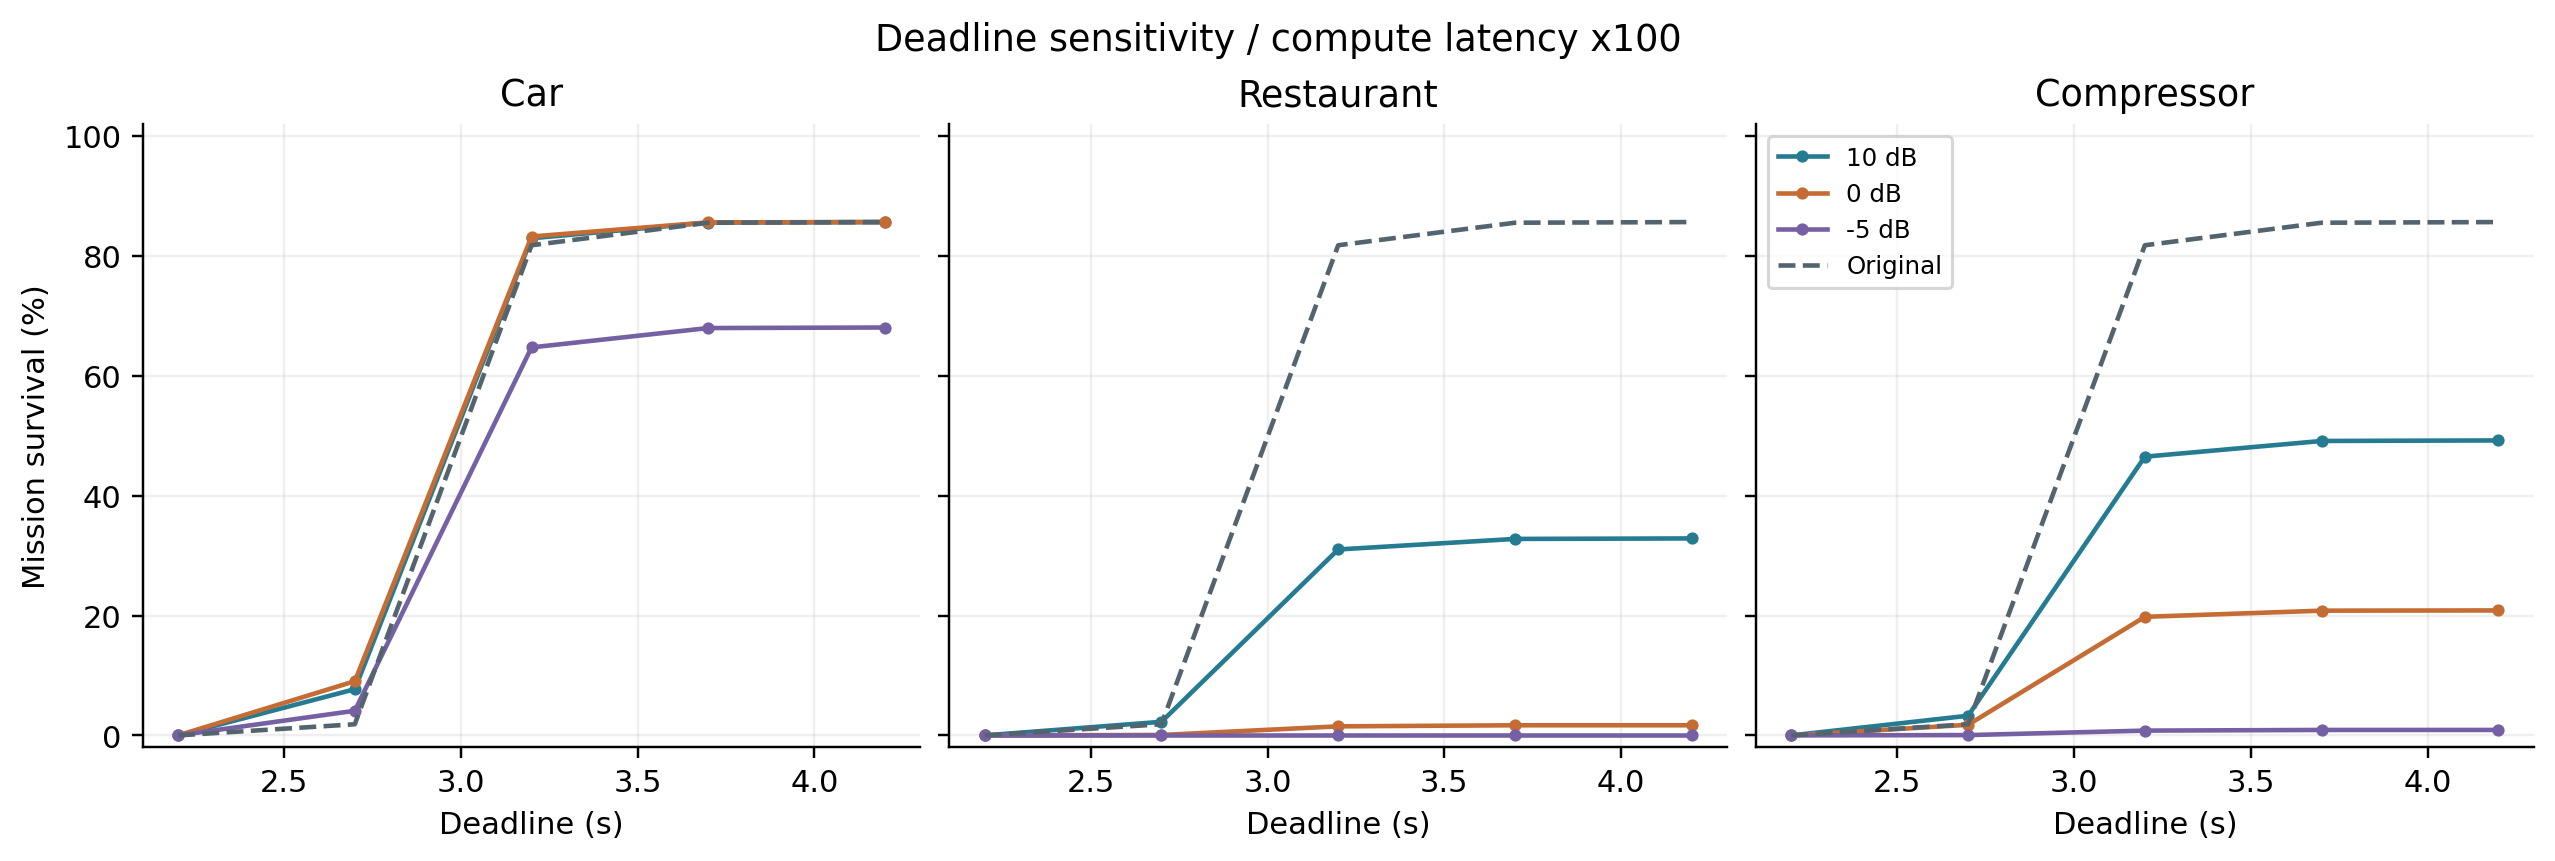 Deadline sensitivity / compute latency x100
Car
Restaurant
Compressor
Mission survival (%)
100
80
60
40
20
0
2.5 3.0 3.5 4.0
Deadline (s)
2.5 3.0 3.5 4.0
Deadline (s)
10 dB
0 dB
-5 dB
Original
2.5 3.0 3.5 4.0
Deadline (s)